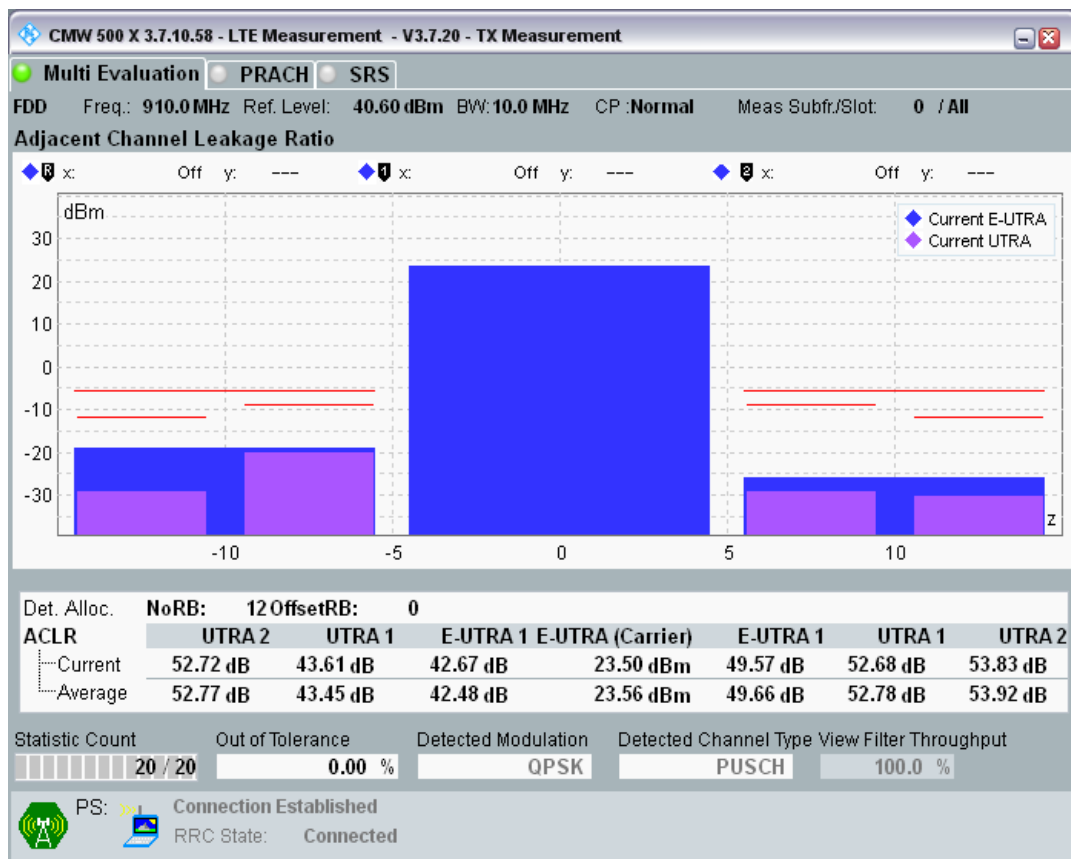 CMW 500 X 3.7.10.58 - LTE Measurement - V3.7.20 - TX Measurement
Multi Evaluation PRACH SRS
FDD Freq.: 910.0 MHz Ref. Level: 40.60 dBm BW: 10.0 MHz CP :Normal Meas Subfr./Slot: 0 / All
Adjacent Channel Leakage Ratio
R x: Off y: --- 1 x: Off y: --- 2 x: Off y: ---
dBm
Current E-UTRA
Current UTRA
30
20
10
0
-10
-20
-30
z
-10 -5 0 5 10
Det. Alloc. NoRB: 12 OffsetRB: 0
ACLR UTRA 2 UTRA 1 E-UTRA 1 E-UTRA (Carrier) E-UTRA 1 UTRA 1 UTRA 2
Current 52.72 dB 43.61 dB 42.67 dB 23.50 dBm 49.57 dB 52.68 dB 53.83 dB
Average 52.77 dB 43.45 dB 42.48 dB 23.56 dBm 49.66 dB 52.78 dB 53.92 dB
Statistic Count Out of Tolerance Detected Modulation Detected Channel Type View Filter Throughput
20 / 20 0.00 % QPSK PUSCH 100.0 %
PS: Connection Established
RRC State: Connected